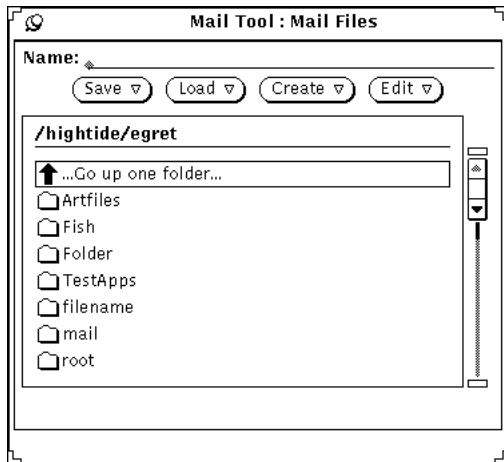 Mail Tool : Mail Files
Name:
Save Load Create Edit
/hightide/egret
...Go up one folder...
Artfiles
Fish
Folder
TestApps
filename
mail
root